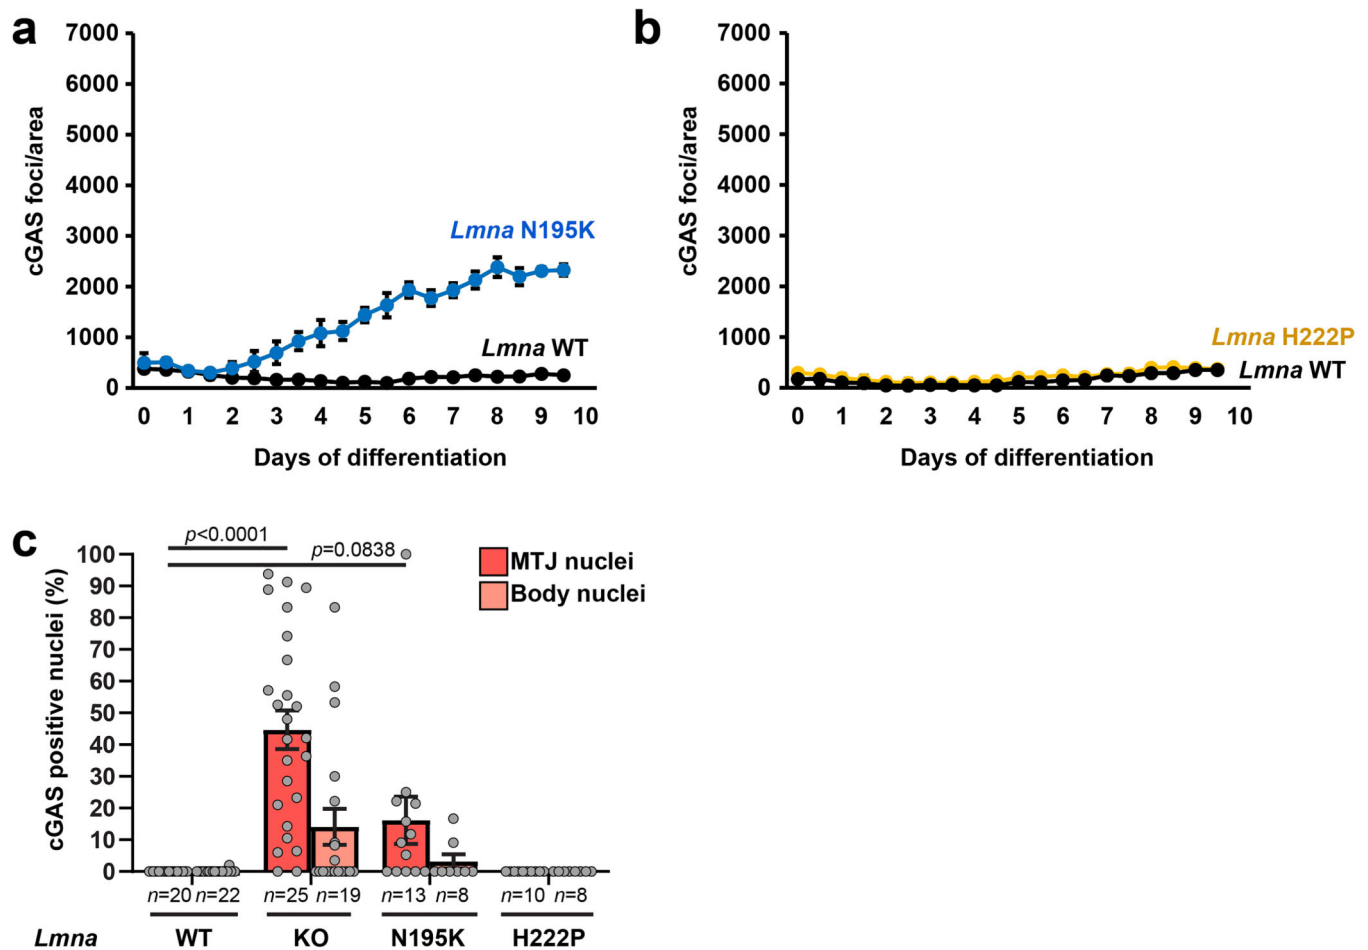 a
7000
6000
5000
4000
3000
2000
1000
0
cGAS foci/area
Lmna N195K
Lmna WT
0 1 2 3 4 5 6 7 8 9 10
Days of differentiation
b
7000
6000
5000
4000
3000
2000
1000
0
cGAS foci/area
Lmna H222P
Lmna WT
0 1 2 3 4 5 6 7 8 9 10
Days of differentiation
c
p<0.0001
p=0.0838
MTJ nuclei
Body nuclei
100
90
80
70
60
50
40
30
20
10
0
cGAS positive nuclei (%)
n=20 n=22 n=25 n=19 n=13 n=8 n=10 n=8
Lmna WT KO N195K H222P